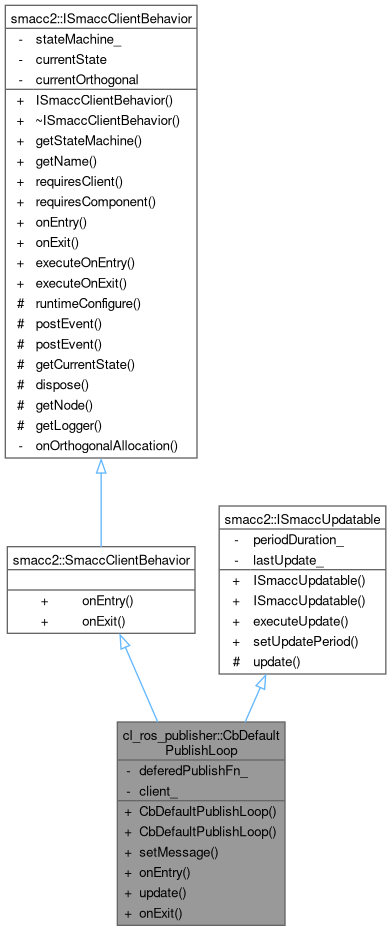 smacc2::ISmaccClientBehavior
- stateMachine_
- currentState
- currentOrthogonal
+ ISmaccClientBehavior()
+ ~ISmaccClientBehavior()
+ getStateMachine()
+ getName()
+ requiresClient()
+ requiresComponent()
+ onEntry()
+ onExit()
+ executeOnEntry()
+ executeOnExit()
# runtimeConfigure()
# postEvent()
# postEvent()
# getCurrentState()
# dispose()
# getNode()
# getLogger()
- onOrthogonalAllocation()
smacc2::SmaccClientBehavior
+ onEntry()
+ onExit()
smacc2::ISmaccUpdatable
- periodDuration_
- lastUpdate_
+ ISmaccUpdatable()
+ ISmaccUpdatable()
+ executeUpdate()
+ setUpdatePeriod()
# update()
cl_ros_publisher::CbDefault
PublishLoop
- deferedPublishFn_
- client_
+ CbDefaultPublishLoop()
+ CbDefaultPublishLoop()
+ setMessage()
+ onEntry()
+ update()
+ onExit()